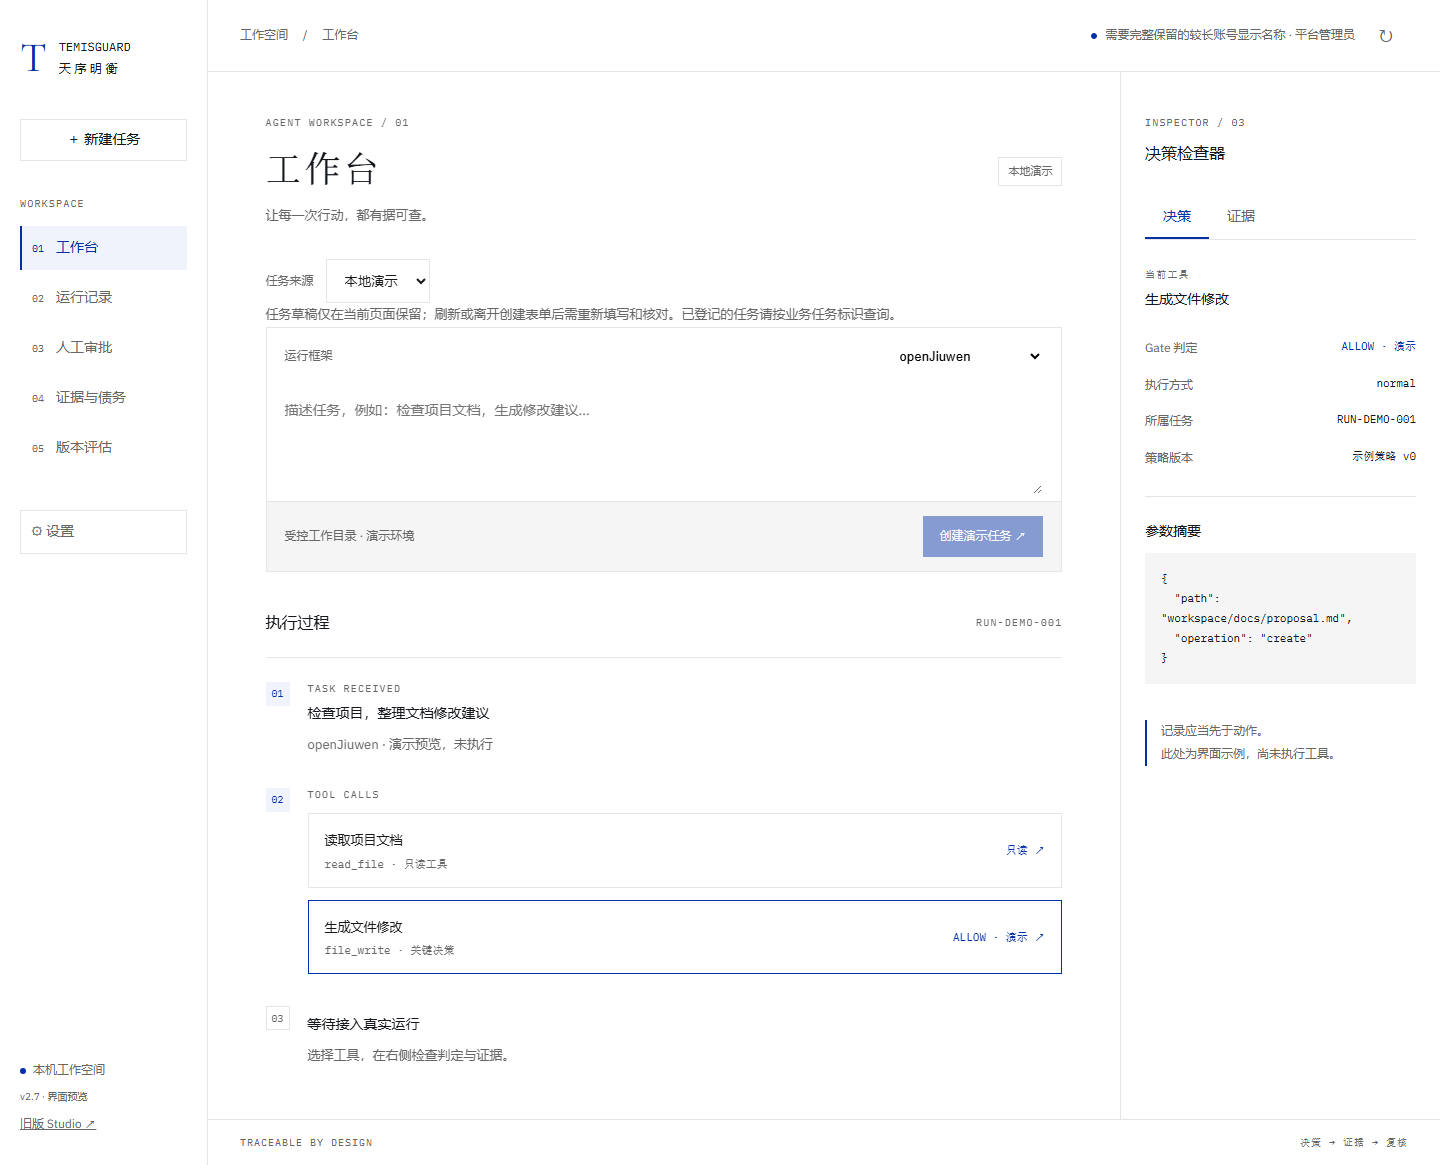 T
TEMISGUARD
天序明衡
+ 新建任务
WORKSPACE
01 工作台
02 运行记录
03 人工审批
04 证据与债务
05 版本评估
⚙ 设置
本机工作空间
v2.7 · 界面预览
旧版 Studio ↗
工作空间 / 工作台
需要完整保留的较长账号显示名称 · 平台管理员 ↻
AGENT WORKSPACE / 01
工作台
本地演示
让每一次行动，都有据可查。
任务来源 本地演示
任务草稿仅在当前页面保留；刷新或离开创建表单后需重新填写和核对。已登记的任务请按业务任务标识查询。
运行框架 openJiuwen
描述任务，例如：检查项目文档，生成修改建议...
受控工作目录 · 演示环境 创建演示任务 ↗
执行过程 RUN-DEMO-001
01 TASK RECEIVED
检查项目，整理文档修改建议
openJiuwen · 演示预览，未执行
02 TOOL CALLS
读取项目文档
read_file · 只读工具
只读 ↗
生成文件修改
file_write · 关键决策
ALLOW · 演示 ↗
03 等待接入真实运行
选择工具，在右侧检查判定与证据。
INSPECTOR / 03
决策检查器
决策 证据
当前工具
生成文件修改
Gate 判定 ALLOW · 演示
执行方式 normal
所属任务 RUN-DEMO-001
策略版本 示例策略 v0
参数摘要
{
"path":
"workspace/docs/proposal.md",
"operation": "create"
}
记录应当先于动作。
此处为界面示例，尚未执行工具。
TRACEABLE BY DESIGN
决策 → 证据 → 复核